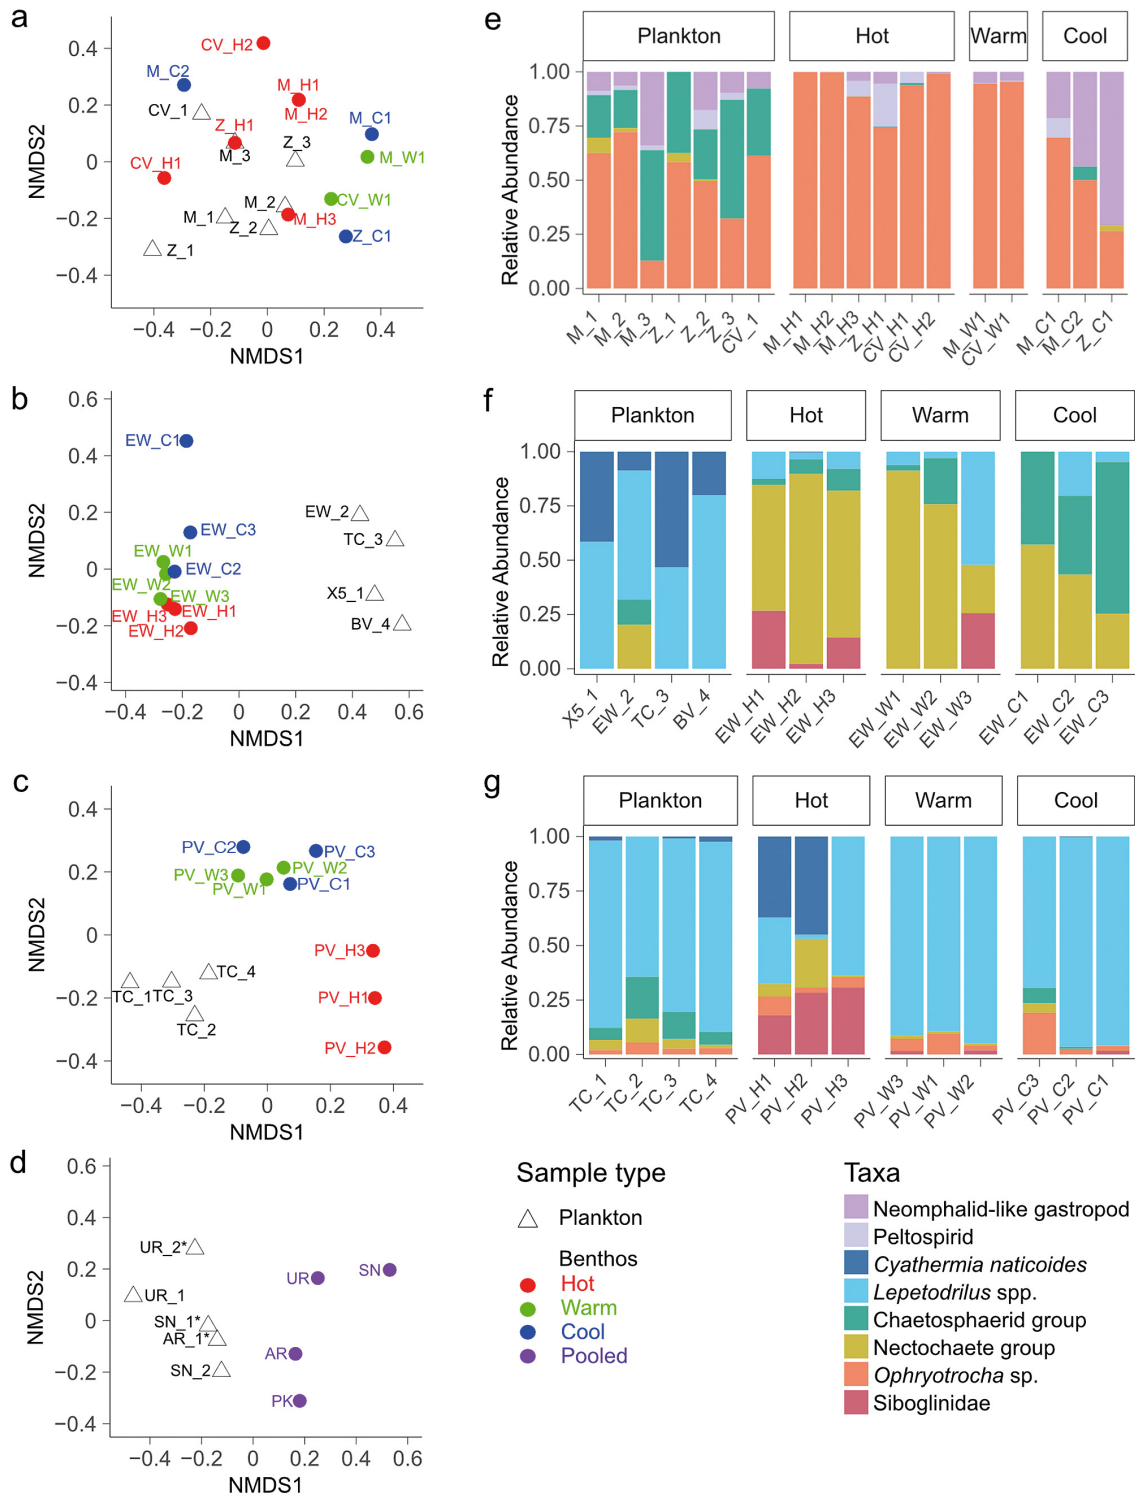 a
0.4
0.2
0
−0.2
−0.4
NMDS2
CV_H2
M_C2
CV_1
M_H1
M_H2
Z_H1
M_3
Z_3
M_C1
M_W1
CV_H1
M_1
M_2
Z_2
M_H3
CV_W1
Z_C1
Z_1
−0.4 −0.2 0 0.2 0.4
NMDS1
e
Plankton Hot Warm Cool
Relative Abundance
1.00
0.75
0.50
0.25
0.00
M_1 M_2 M_3 Z_1 Z_2 Z_3 CV_1 M_H1 M_H2 M_H3 Z_H1 CV_H1 CV_H2 M_W1 CV_W1 M_C1 M_C2 Z_C1
b
0.6
0.4
0.2
0
−0.2
−0.4
NMDS2
EW_C1
EW_2
TC_3
EW_C3
EW_W1
EW_C2
EW_W2
EW_W3
X5_1
EW_H3
EW_H1
EW_H2
BV_4
−0.4 −0.2 0 0.2 0.4 0.6
NMDS1
f
Plankton Hot Warm Cool
Relative Abundance
1.00
0.75
0.50
0.25
0.00
X5_1 EW_2 TC_3 BV_4 EW_H1 EW_H2 EW_H3 EW_W1 EW_W2 EW_W3 EW_C1 EW_C2 EW_C3
c
0.4
0.2
0
−0.2
−0.4
NMDS2
PV_C2
PV_C3
PV_W2
PV_W3
PV_W1
PV_C1
PV_H3
TC_4
TC_1
TC_3
PV_H1
TC_2
PV_H2
−0.4 −0.2 0 0.2 0.4
NMDS1
g
Plankton Hot Warm Cool
Relative Abundance
1.00
0.75
0.50
0.25
0.00
TC_1 TC_2 TC_3 TC_4 PV_H1 PV_H2 PV_H3 PV_W3 PV_W1 PV_W2 PV_C3 PV_C2 PV_C1
d
0.6
0.4
0.2
0
−0.2
−0.4
NMDS2
UR_2*
UR
SN
UR_1
SN_1*
AR_1*
AR
SN_2
PK
−0.4 −0.2 0 0.2 0.4 0.6
NMDS1
Sample type
Plankton
Benthos
Hot
Warm
Cool
Pooled
Taxa
Neomphalid-like gastropod
Peltospirid
Cyathermia naticoides
Lepetodrilus spp.
Chaetosphaerid group
Nectochaete group
Ophryotrocha sp.
Siboglinidae